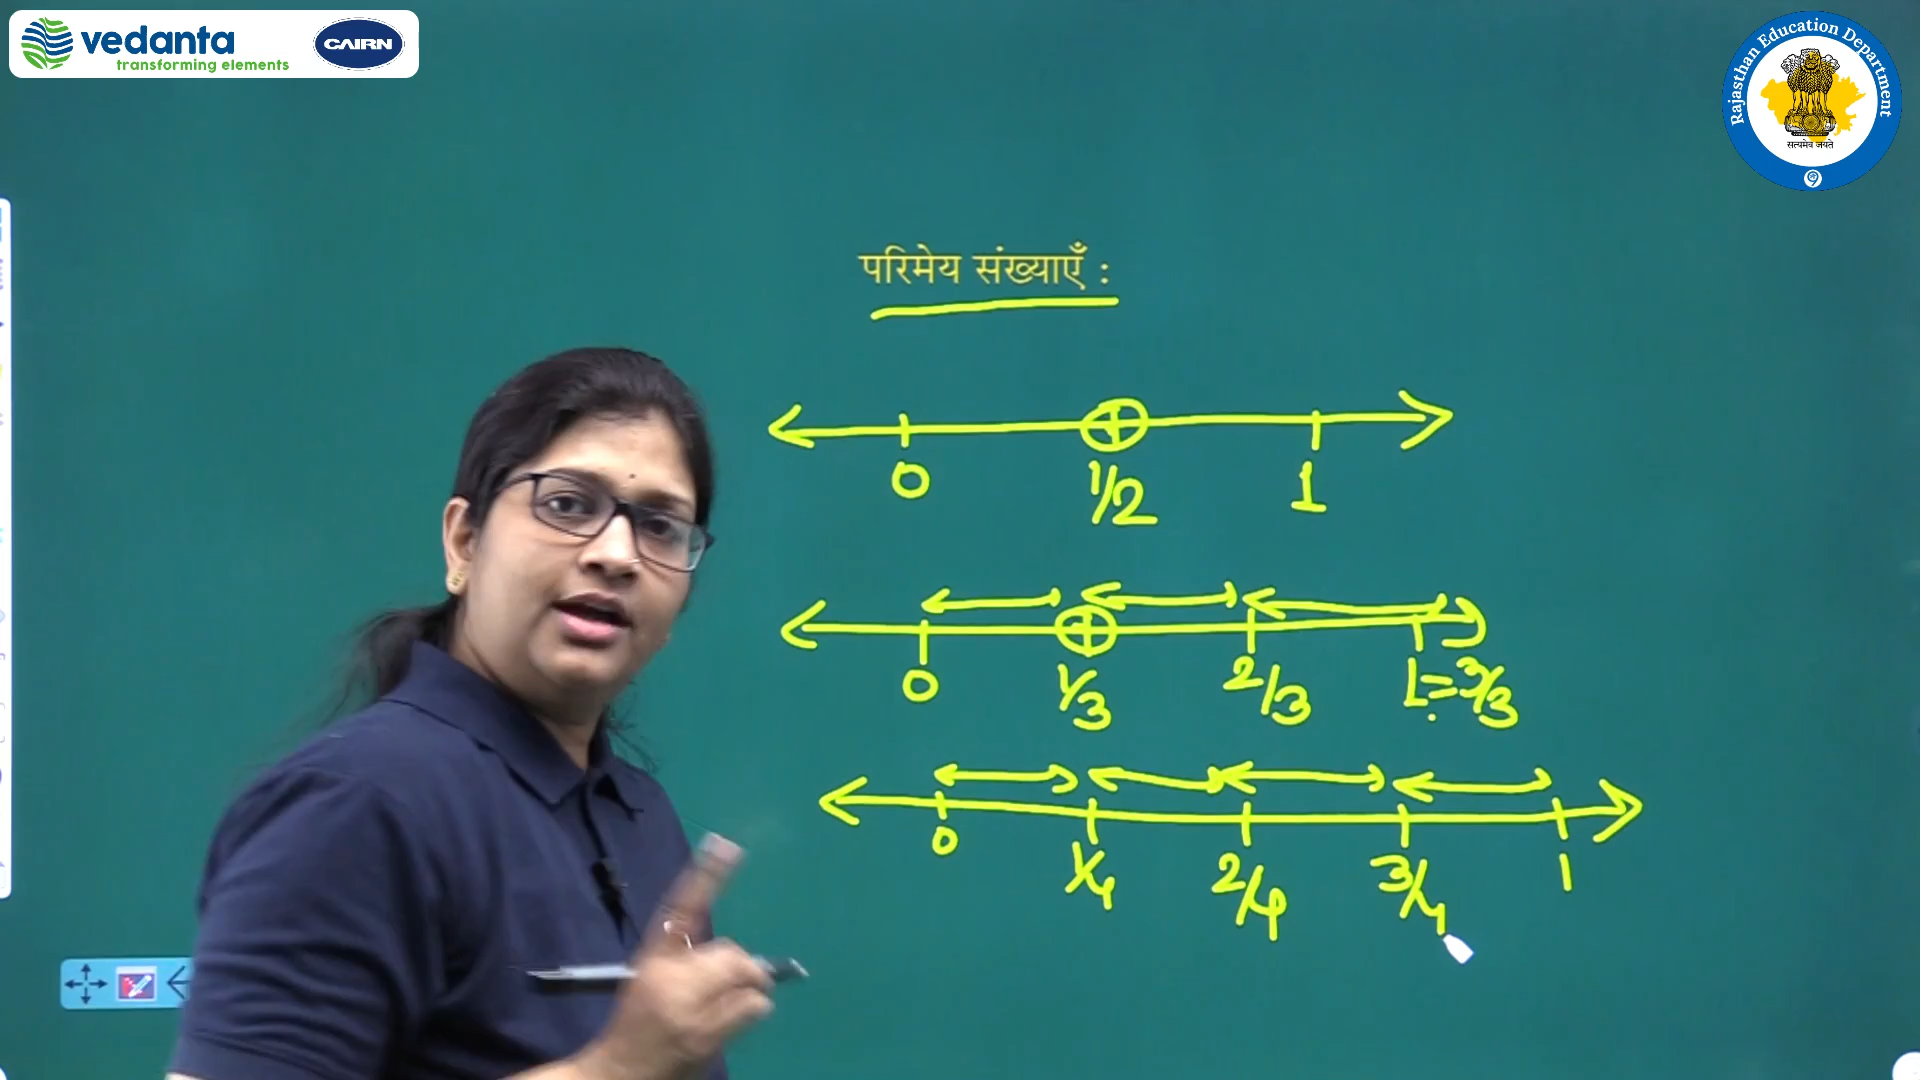 vedanta
transforming elements
CAIRN
Rajasthan Education Department
सत्यमेव जयते
परिमेय संख्याएँ :
0 1/2 1
0 1/3 2/3 1=3/3
0 1/4 2/4 3/4 1